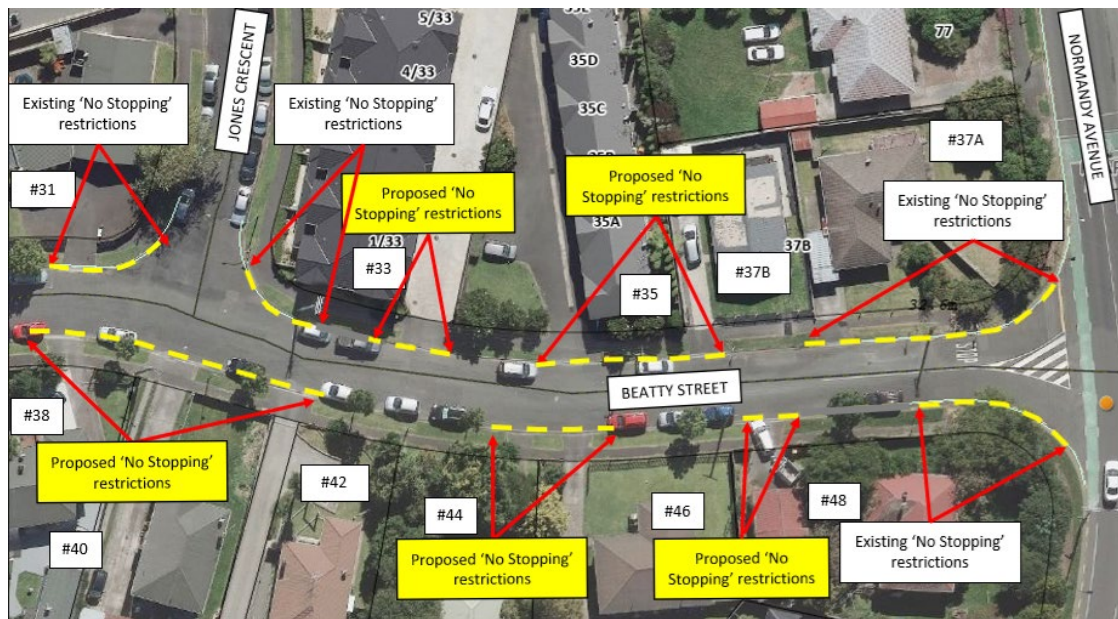 5/33
35D
77
NORMANDY AVENUE
JONES CRESCENT
4/33
Existing ‘No Stopping’
restrictions
Existing ‘No Stopping’
restrictions
35C
#37A
#31
Proposed ‘No
Stopping’ restrictions
Proposed ‘No
Stopping’ restrictions
Existing ‘No Stopping’
restrictions
35A
1/33
#33
37B
#37B
#35
STOP
BEATTY STREET
#38
Proposed ‘No Stopping’
restrictions
#42
#44
#46
#48
#40
Proposed ‘No Stopping’
restrictions
Proposed ‘No
Stopping’ restrictions
Existing ‘No Stopping’
restrictions